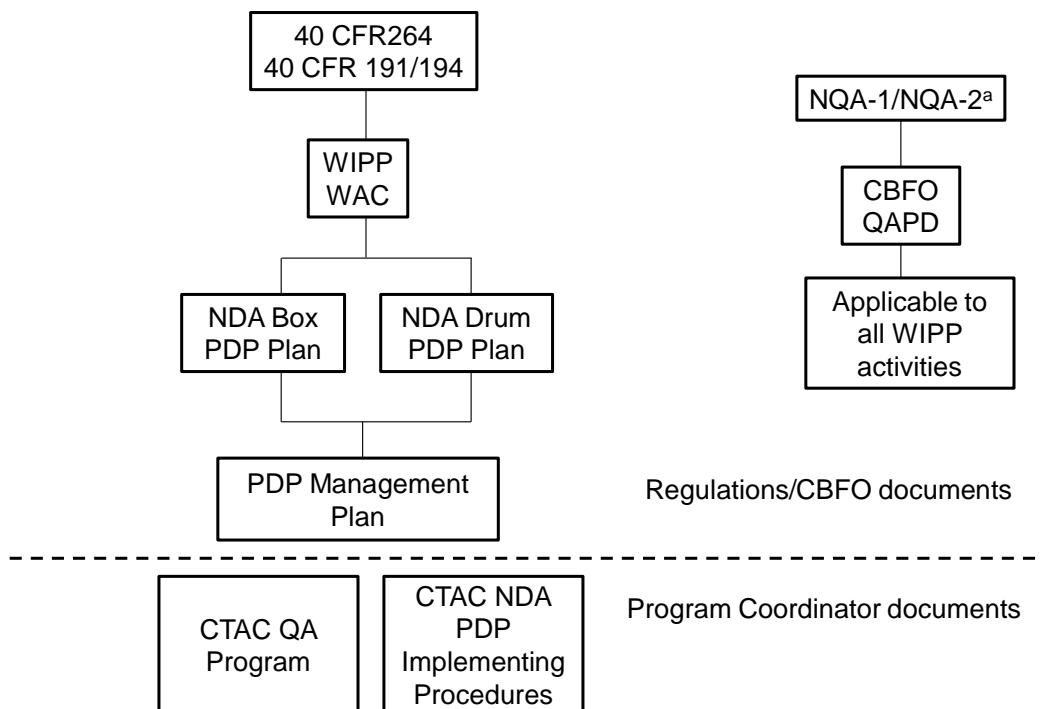 40 CFR264
40 CFR 191/194
NQA-1/NQA-2ᵃ
WIPP
WAC
CBFO
QAPD
NDA Box
PDP Plan
NDA Drum
PDP Plan
Applicable to
all WIPP
activities
PDP Management
Plan
Regulations/CBFO documents
CTAC QA
Program
CTAC NDA
PDP
Implementing
Procedures
Program Coordinator documents